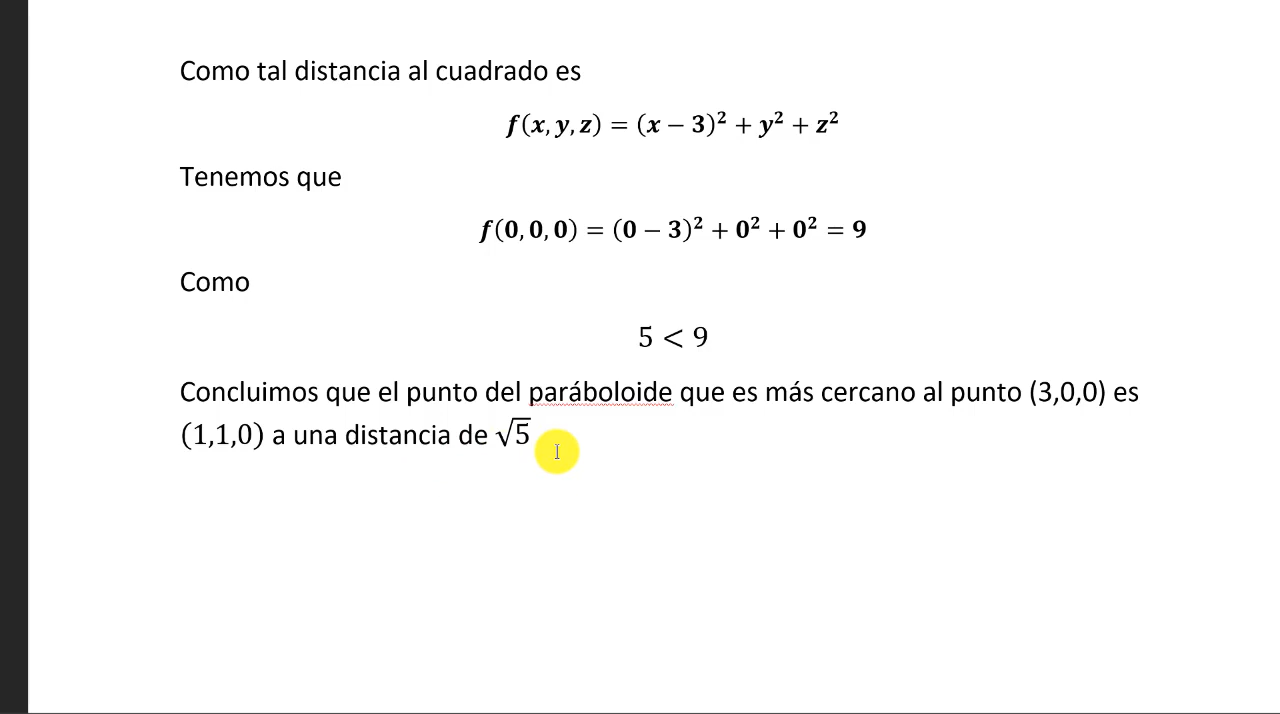 Como tal distancia al cuadrado es
f(x, y, z) = (x − 3)² + y² + z²
Tenemos que
f(0, 0, 0) = (0 − 3)² + 0² + 0² = 9
Como
5 < 9
Concluimos que el punto del paráboloide que es más cercano al punto (3,0,0) es
(1,1,0) a una distancia de √5